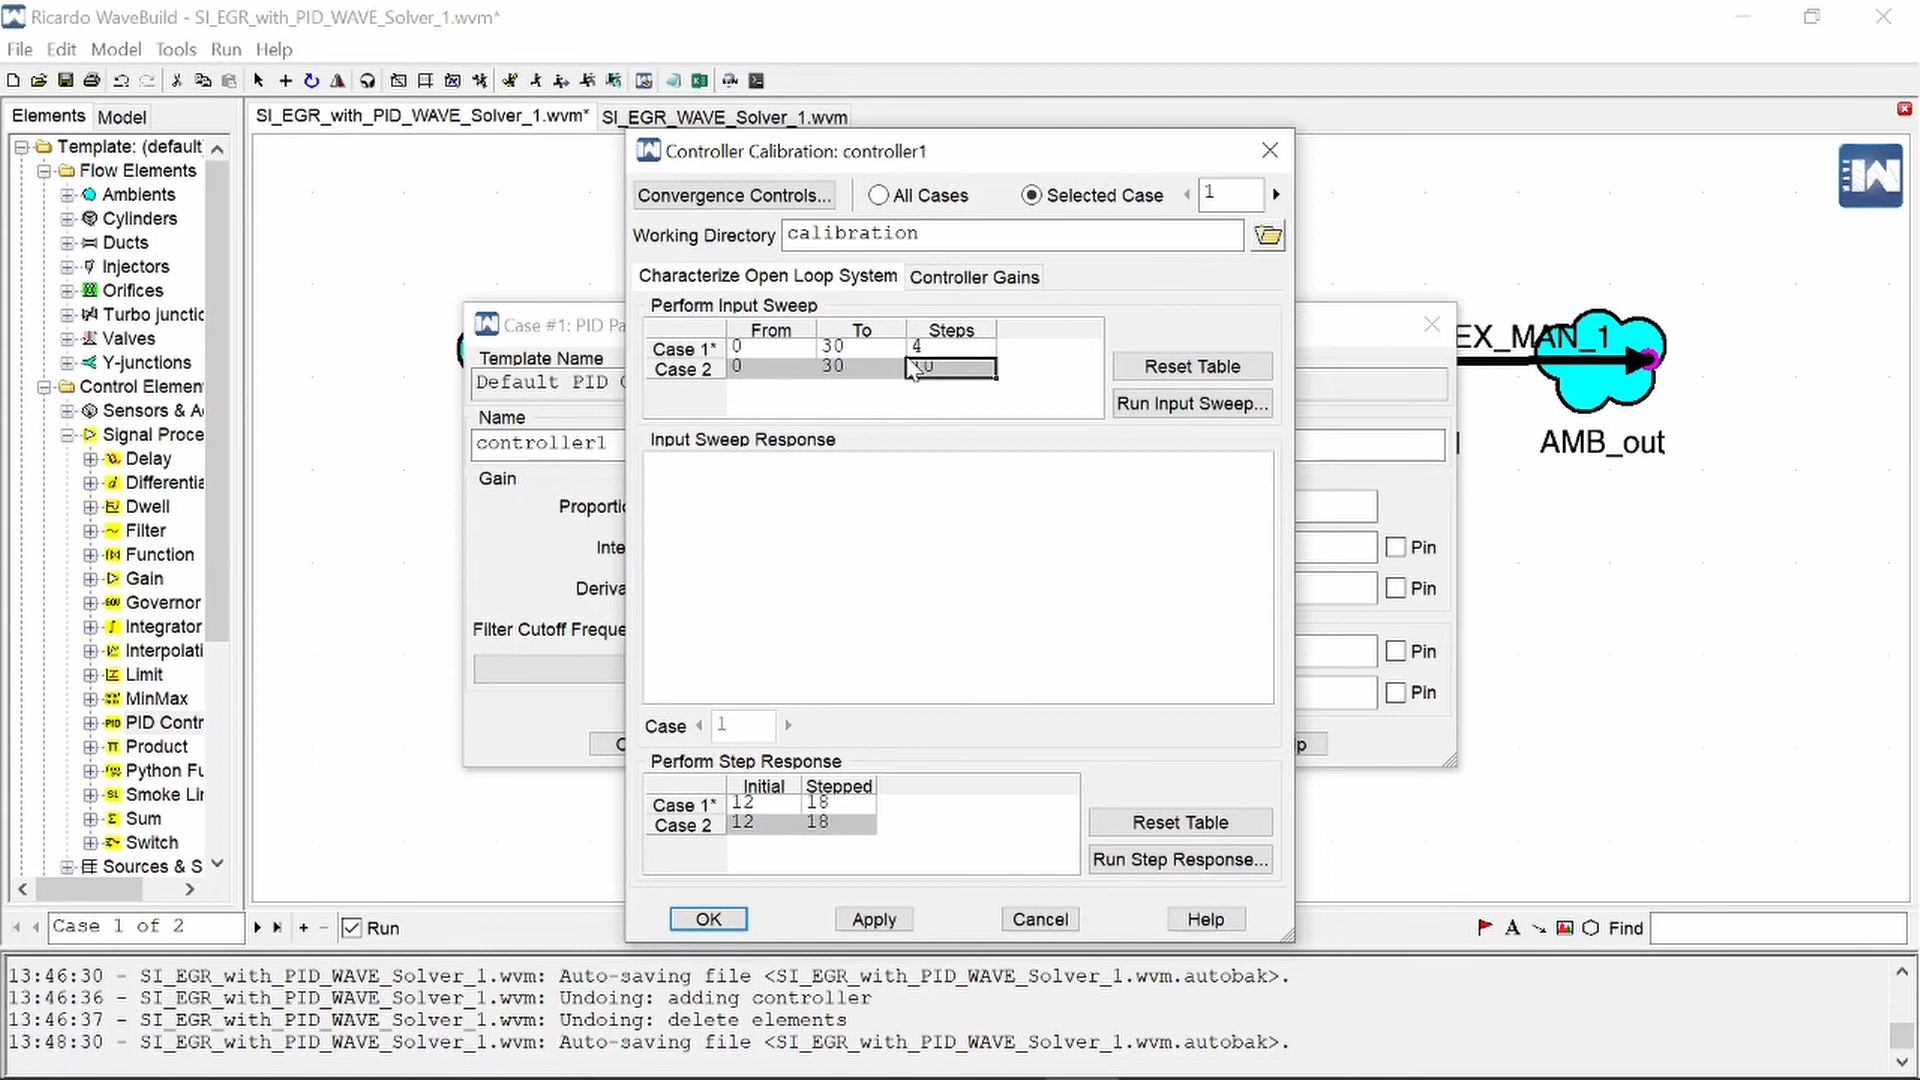 Ricardo WaveBuild - SI_EGR_with_PID_WAVE_Solver_1.wvm*
File Edit Model Tools Run Help
Elements Model
SI_EGR_with_PID_WAVE_Solver_1.wvm* SI_EGR_WAVE_Solver_1.wvm
Template: (default
Flow Elements
Ambients
Cylinders
Ducts
Injectors
Orifices
Turbo junctic
Valves
Y-junctions
Control Elemen
Sensors & A
Signal Proce
Delay
Differentia
Dwell
Filter
Function
Gain
Governor
Integrator
Interpolati
Limit
MinMax
PID Contr
Product
Python Fu
Smoke Lir
Sum
Switch
Sources & S
Case #1: PID Pa
Template Name
Default PID
Name
controller1
Gain
Proportic
Inte
Deriva
Filter Cutoff Freque
Pin
Pin
Pin
Pin
Controller Calibration: controller1
Convergence Controls... All Cases Selected Case 1
Working Directory calibration
Characterize Open Loop System Controller Gains
Perform Input Sweep
From To Steps
Case 1* 0 30 4
Case 2 0 30
Reset Table
Run Input Sweep...
Input Sweep Response
Case 1
Perform Step Response
Initial Stepped
Case 1* 12 18
Case 2 12 18
Reset Table
Run Step Response...
OK Apply Cancel Help
EX_MAN_1
AMB_out
Case 1 of 2 Run Find
13:46:30 - SI_EGR_with_PID_WAVE_Solver_1.wvm: Auto-saving file <SI_EGR_with_PID_WAVE_Solver_1.wvm.autobak>.
13:46:36 - SI_EGR_with_PID_WAVE_Solver_1.wvm: Undoing: adding controller
13:46:37 - SI_EGR_with_PID_WAVE_Solver_1.wvm: Undoing: delete elements
13:48:30 - SI_EGR_with_PID_WAVE_Solver_1.wvm: Auto-saving file <SI_EGR_with_PID_WAVE_Solver_1.wvm.autobak>.